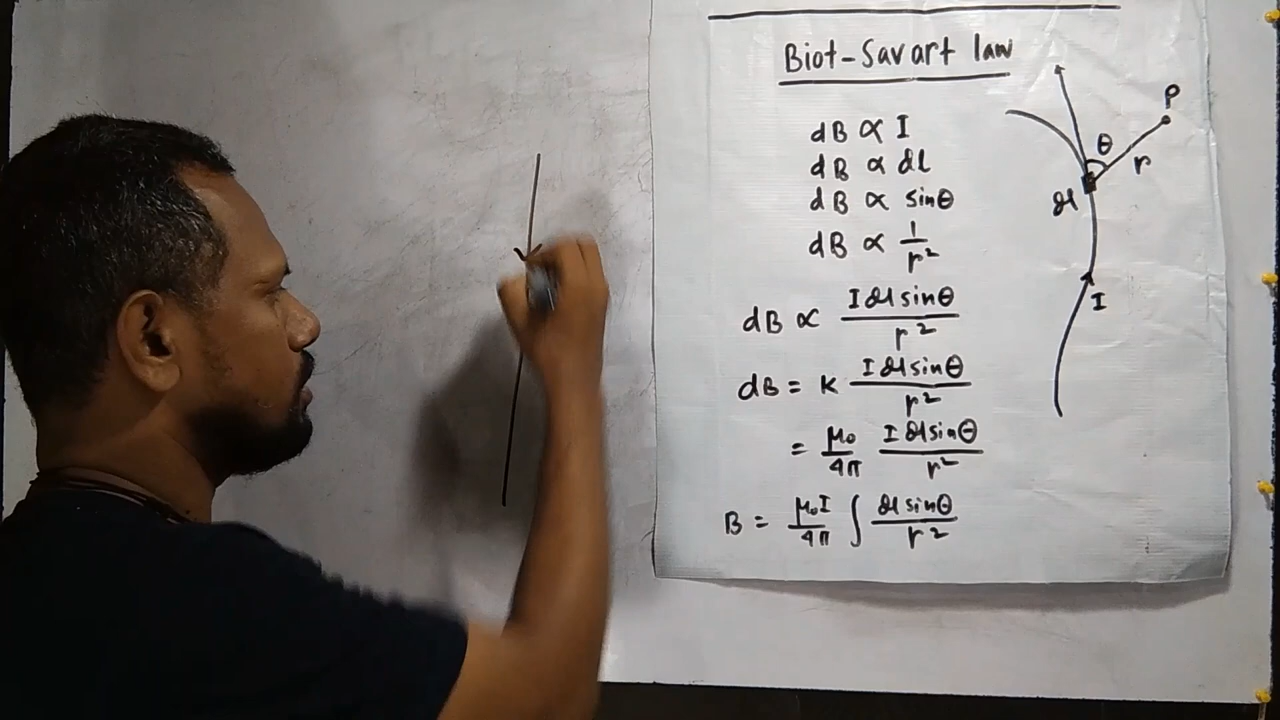 Biot-Savart law
dB ∝ I
dB ∝ dl
dB ∝ sinθ
dB ∝ 1/r²
dB ∝ I dl sinθ / r²
dB = K I dl sinθ / r²
= μ₀/4π I dl sinθ / r²
B = μ₀I/4π ∫ dl sinθ / r²
P
θ
r
dl
I